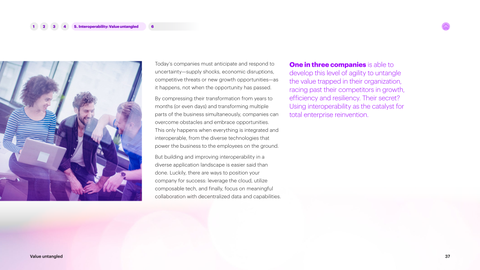 1 2 3 4 5. Interoperability: Value untangled 6
Today's companies must anticipate and respond to
uncertainty—supply shocks, economic disruptions,
competitive threats or new growth opportunities—as
it happens, not when the opportunity has passed.
By compressing their transformation from years to
months (or even days) and transforming multiple
parts of the business simultaneously, companies can
overcome obstacles and embrace opportunities.
This only happens when everything is integrated and
interoperable, from the diverse technologies that
power the business to the employees on the ground.
But building and improving interoperability in a
diverse application landscape is easier said than
done. Luckily, there are ways to position your
company for success: leverage the cloud, utilize
composable tech, and finally, focus on meaningful
collaboration with decentralized data and capabilities.
One in three companies is able to
develop this level of agility to untangle
the value trapped in their organization,
racing past their competitors in growth,
efficiency and resiliency. Their secret?
Using interoperability as the catalyst for
total enterprise reinvention.
Value untangled
37